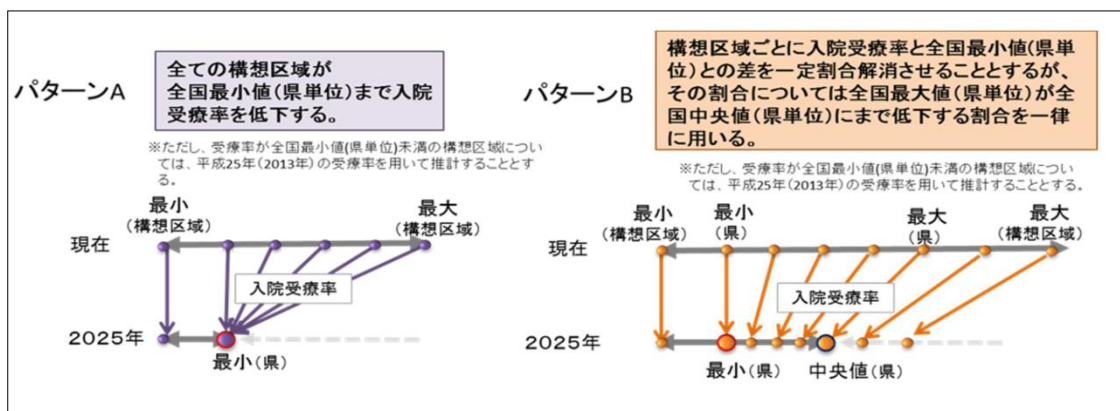 パターンA
全ての構想区域が
全国最小値(県単位)まで入院
受療率を低下する。
※ただし、受療率が全国最小値(県単位)未満の構想区域につい
ては、平成25年(2013年)の受療率を用いて推計することとす
る。
最小
(構想区域)
最大
(構想区域)
現在
入院受療率
2025年
最小(県)
パターンB
構想区域ごとに入院受療率と全国最小値(県単
位)との差を一定割合解消させることとするが、
その割合については全国最大値(県単位)が全
国中央値(県単位)にまで低下する割合を一律
に用いる。
※ただし、受療率が全国最小値(県単位)未満の構想区域につい
ては、平成25年(2013年)の受療率を用いて推計することとする。
最小
(構想区域)
最小
(県)
最大
(県)
最大
(構想区域)
現在
入院受療率
2025年
最小(県)
中央値(県)